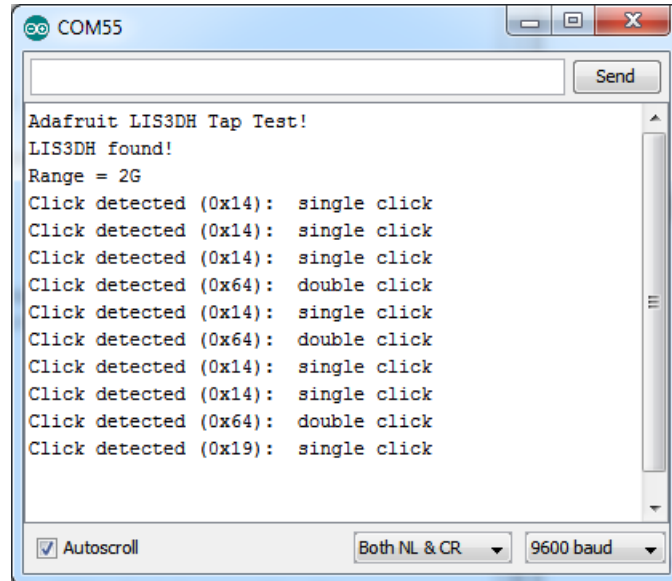 COM55
Send
Adafruit LIS3DH Tap Test!
LIS3DH found!
Range = 2G
Click detected (0x14):  single click
Click detected (0x14):  single click
Click detected (0x14):  single click
Click detected (0x64):  double click
Click detected (0x14):  single click
Click detected (0x64):  double click
Click detected (0x14):  single click
Click detected (0x14):  single click
Click detected (0x64):  double click
Click detected (0x19):  single click
Autoscroll Both NL & CR 9600 baud